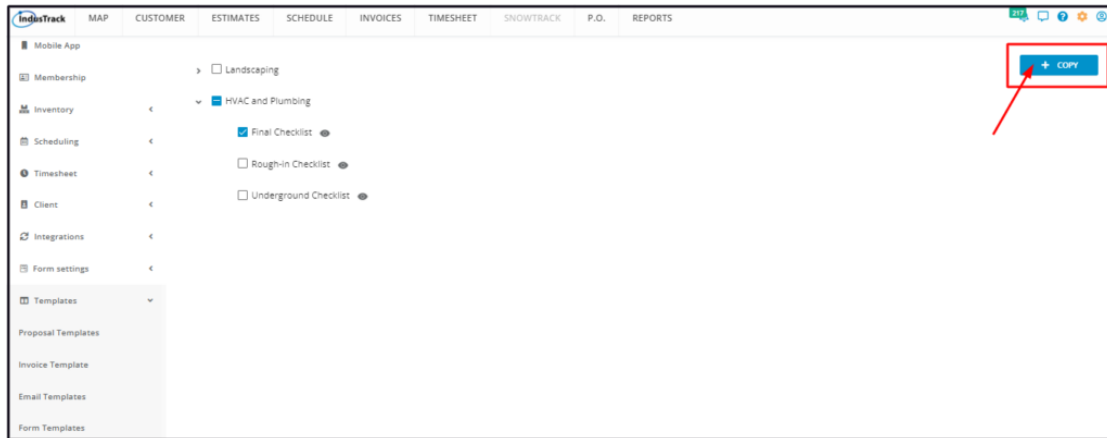 IndusTrack MAP CUSTOMER ESTIMATES SCHEDULE INVOICES TIMESHEET SNOWTRACK P.O. REPORTS 217
Mobile App
Landscaping
+ COPY
Membership
HVAC and Plumbing
Inventory
Final Checklist
Scheduling
Rough-in Checklist
Timesheet
Underground Checklist
Client
Integrations
Form settings
Templates
Proposal Templates
Invoice Template
Email Templates
Form Templates